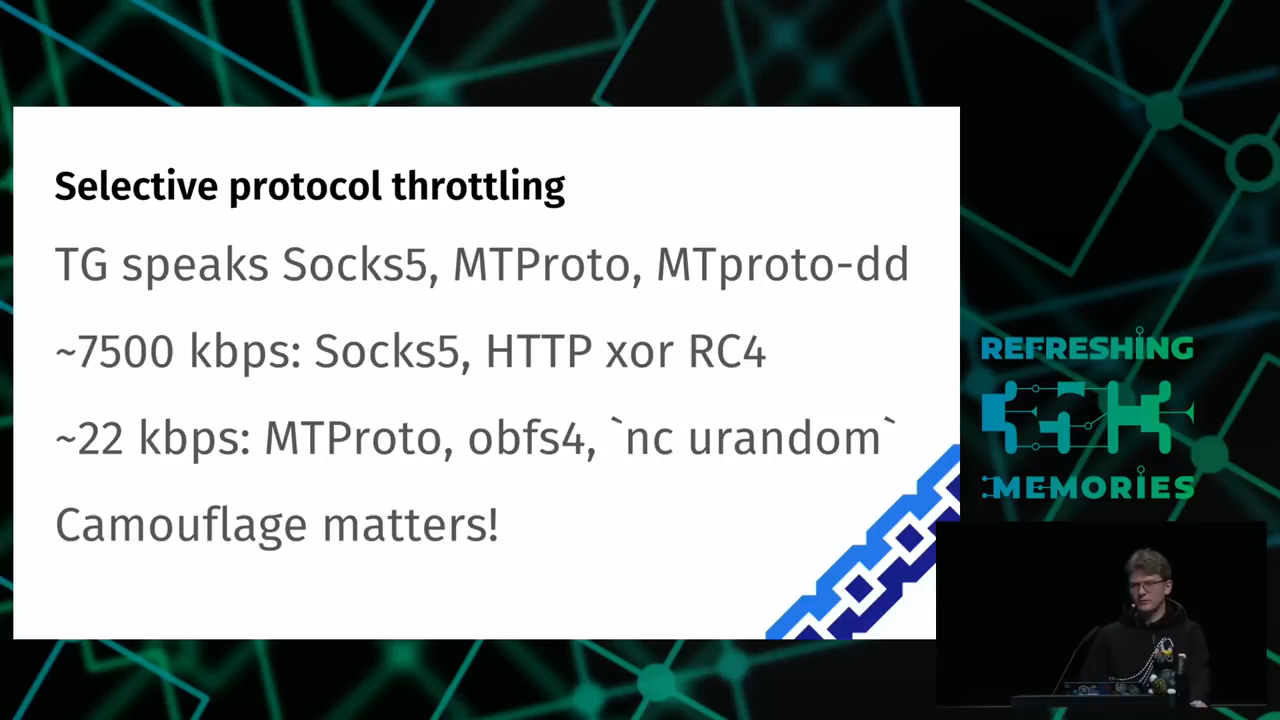 Selective protocol throttling
TG speaks Socks5, MTProto, MTproto-dd
~7500 kbps: Socks5, HTTP xor RC4
~22 kbps: MTProto, obfs4, `nc urandom`
Camouflage matters!
REFRESHING
MEMORIES